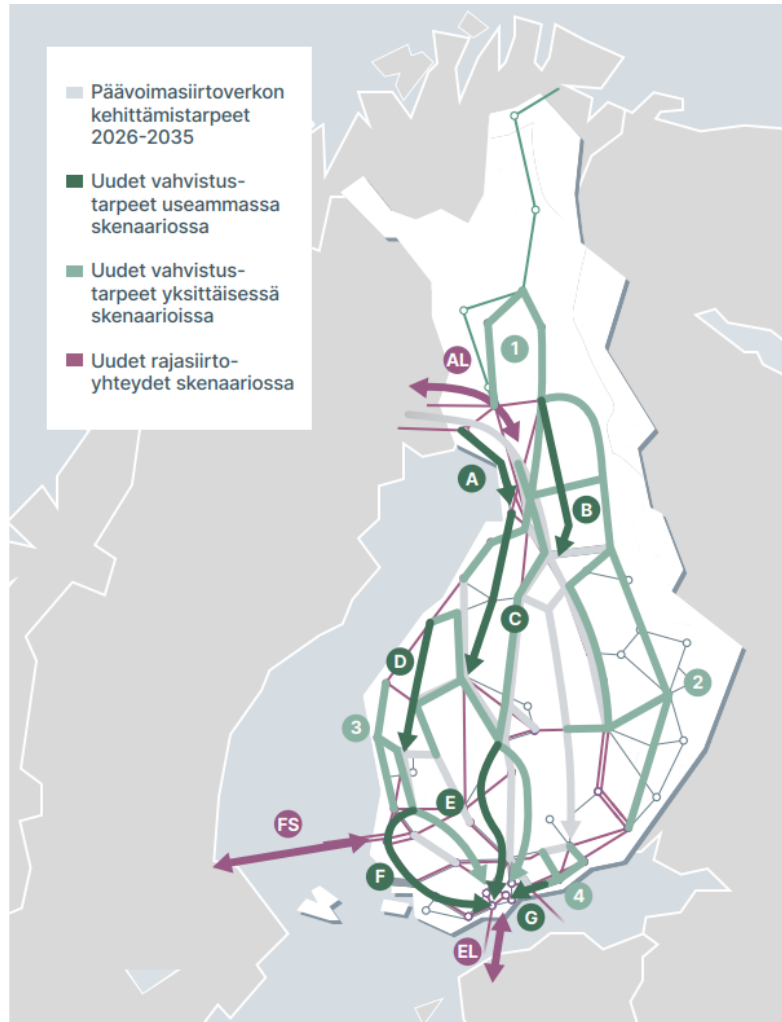 Päävoimasiirtoverkon
kehittämistarpeet
2026-2035
Uudet vahvistus-
tarpeet useammassa
skenaariossa
Uudet vahvistus-
tarpeet yksittäisessä
skenaarioissa
Uudet rajasiirto-
yhteydet skenaariossa
1
AL
A
B
C
D
2
3
E
FS
F
4
G
EL